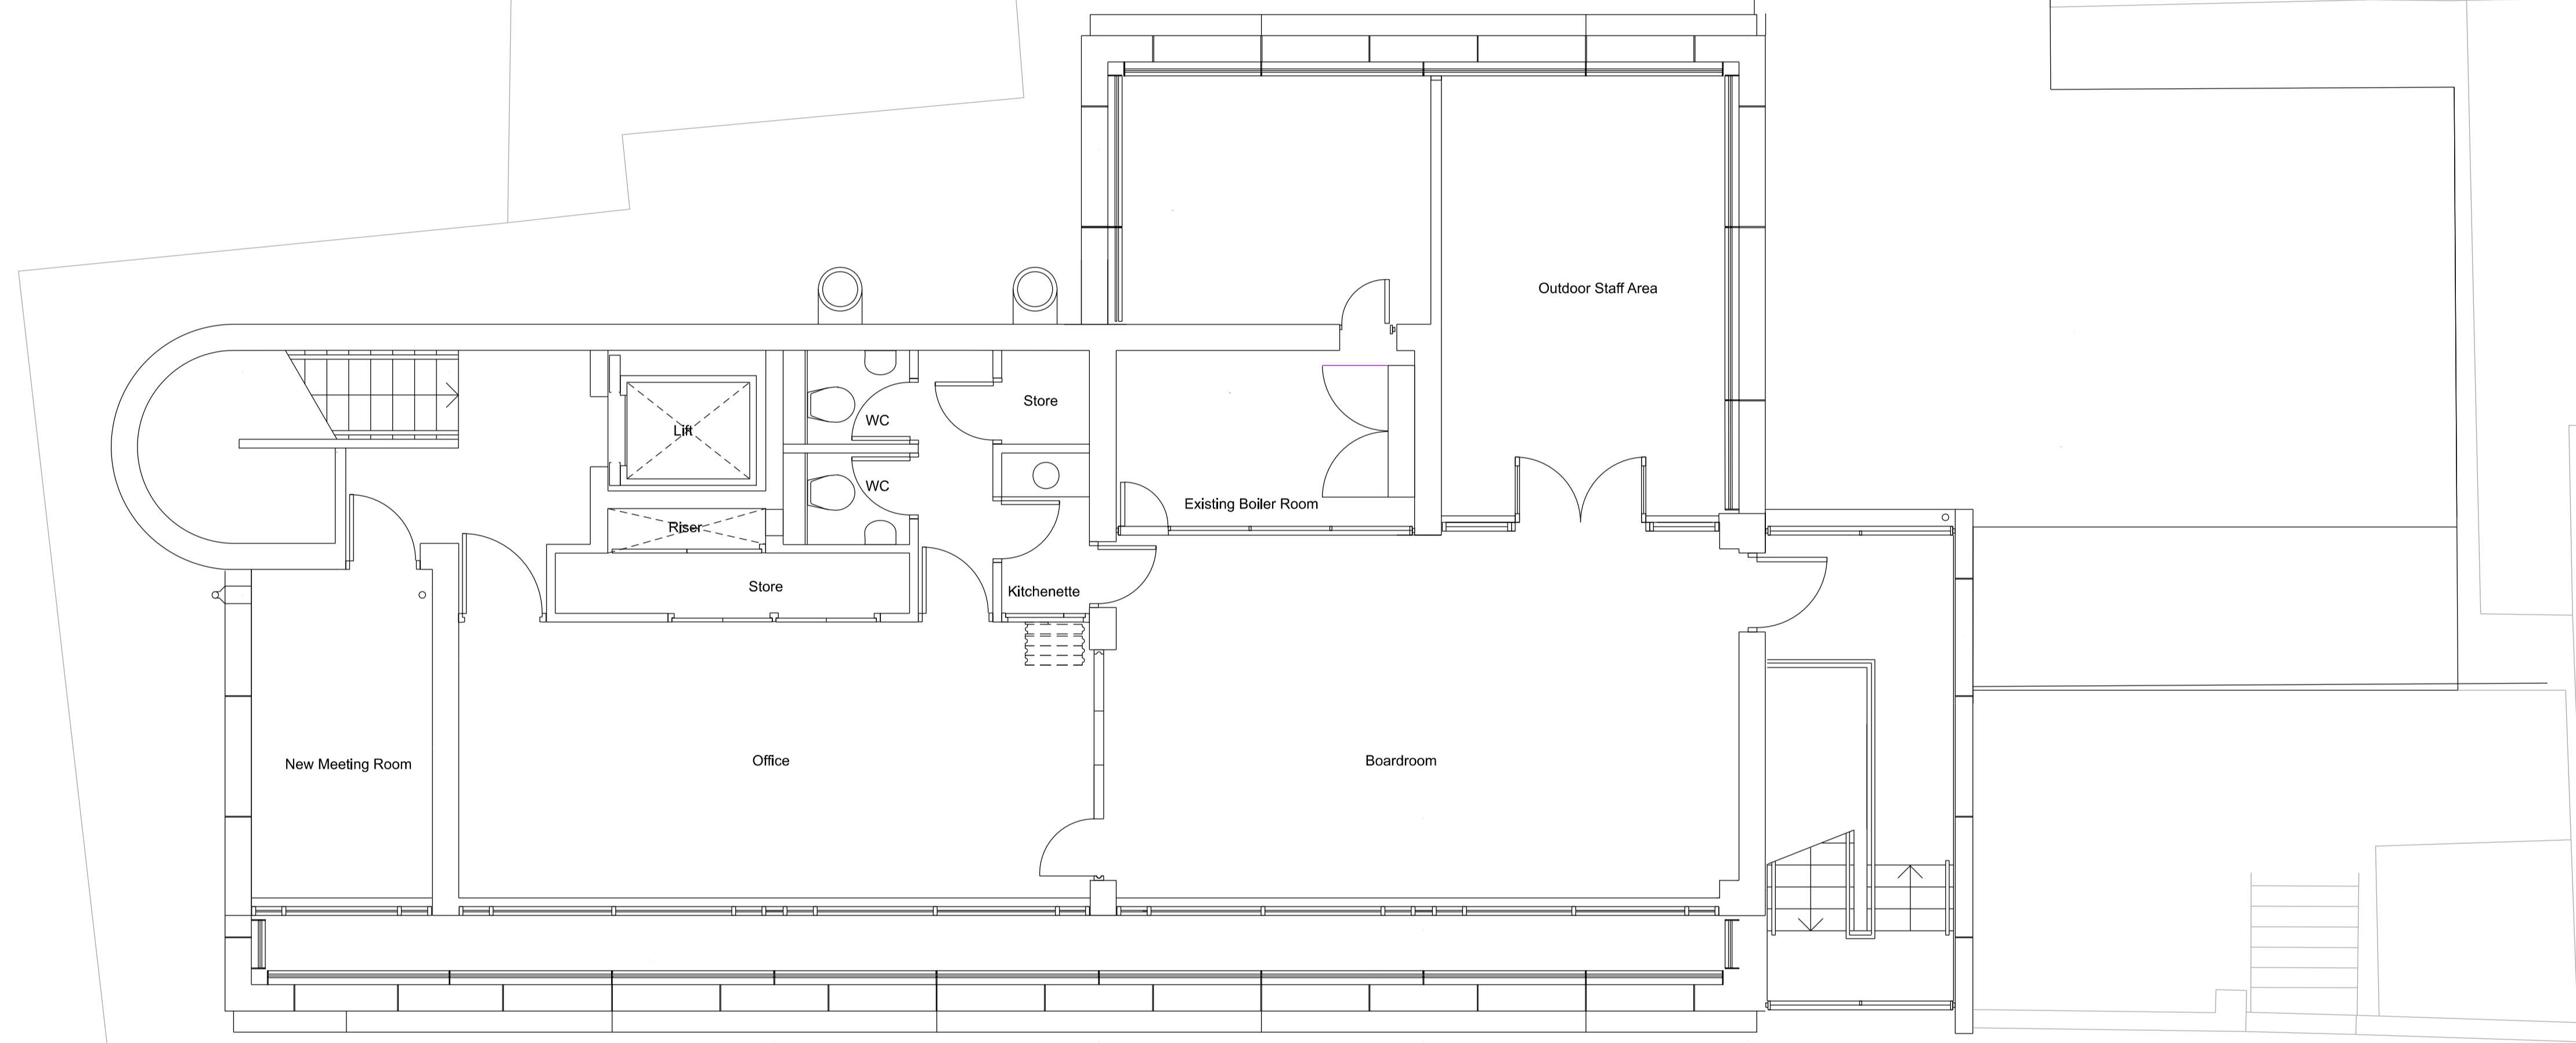 Outdoor Staff Area
Store
WC
Lift
WC
Existing Boiler Room
Riser
Store
Kitchenette
New Meeting Room
Office
Boardroom